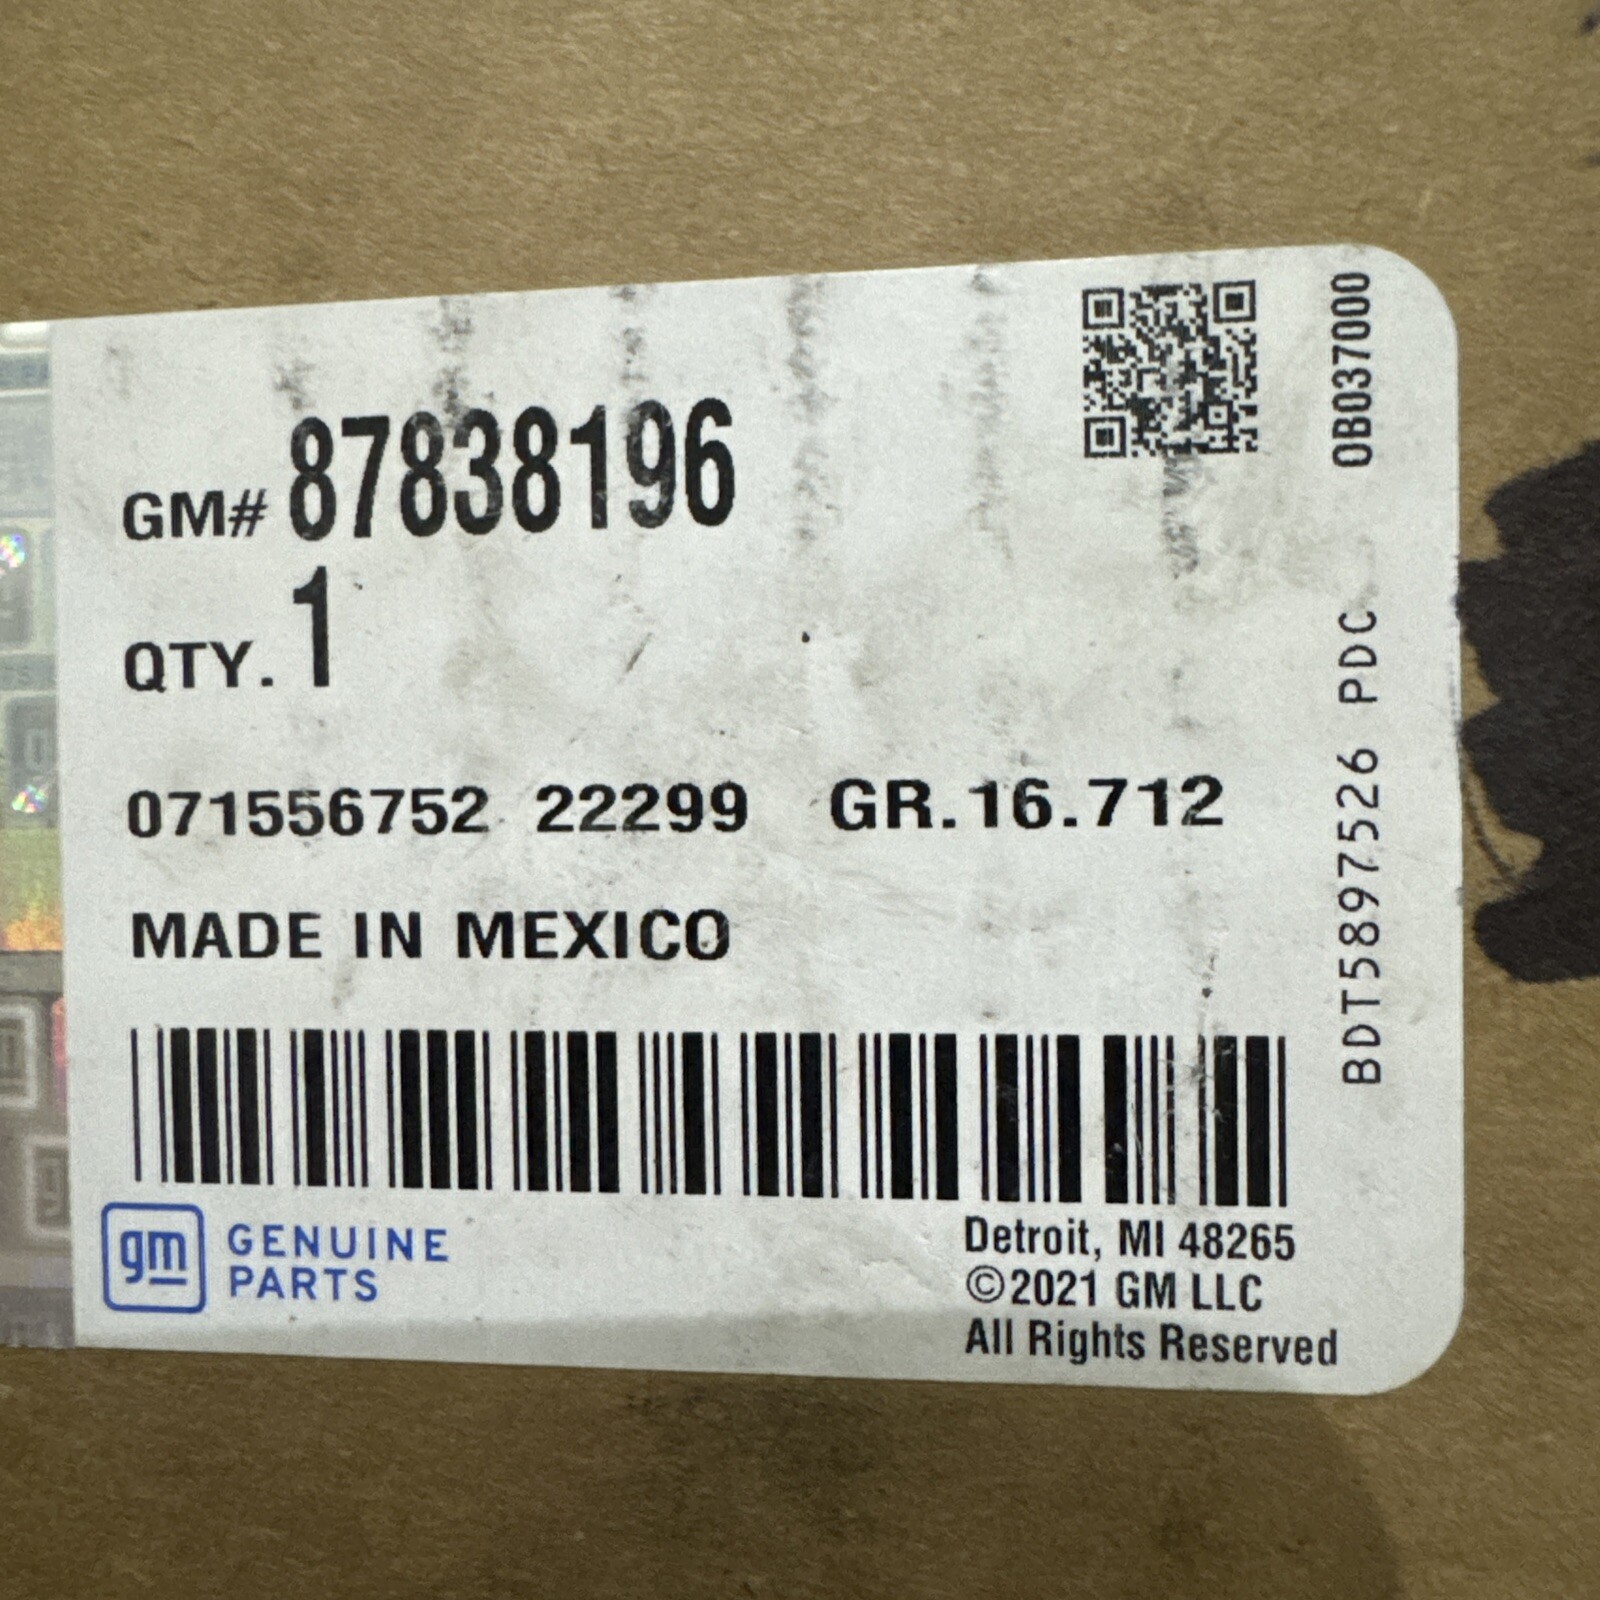 GM# 87838196
QTY. 1
071556752 22299 GR.16.712
MADE IN MEXICO
gm GENUINE
PARTS
Detroit, MI 48265
©2021 GM LLC
All Rights Reserved
0B037000
BDT5897526 PDC